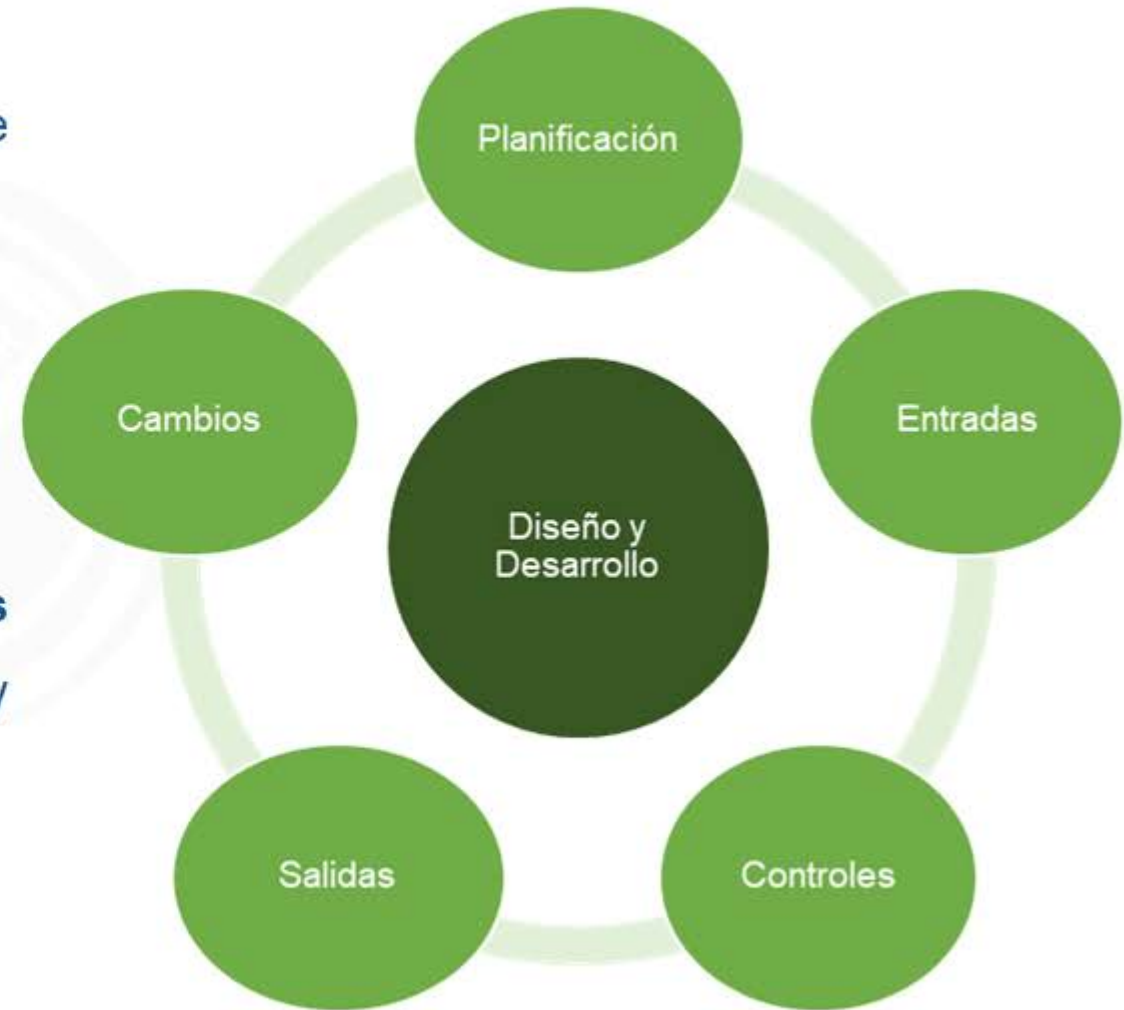 e
s
/
Planificación
Entradas
Controles
Salidas
Cambios
Diseño y
Desarrollo